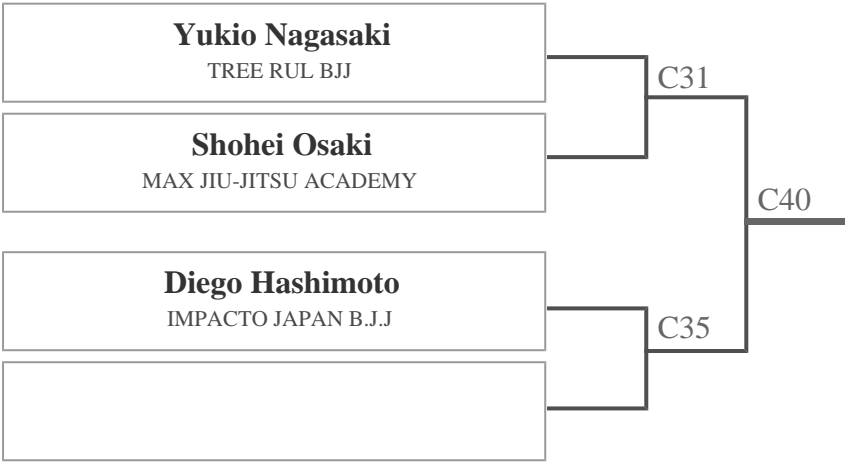 Yukio Nagasaki
TREE RUL BJJ
C31
Shohei Osaki
MAX JIU-JITSU ACADEMY
C40
Diego Hashimoto
IMPACTO JAPAN B.J.J
C35